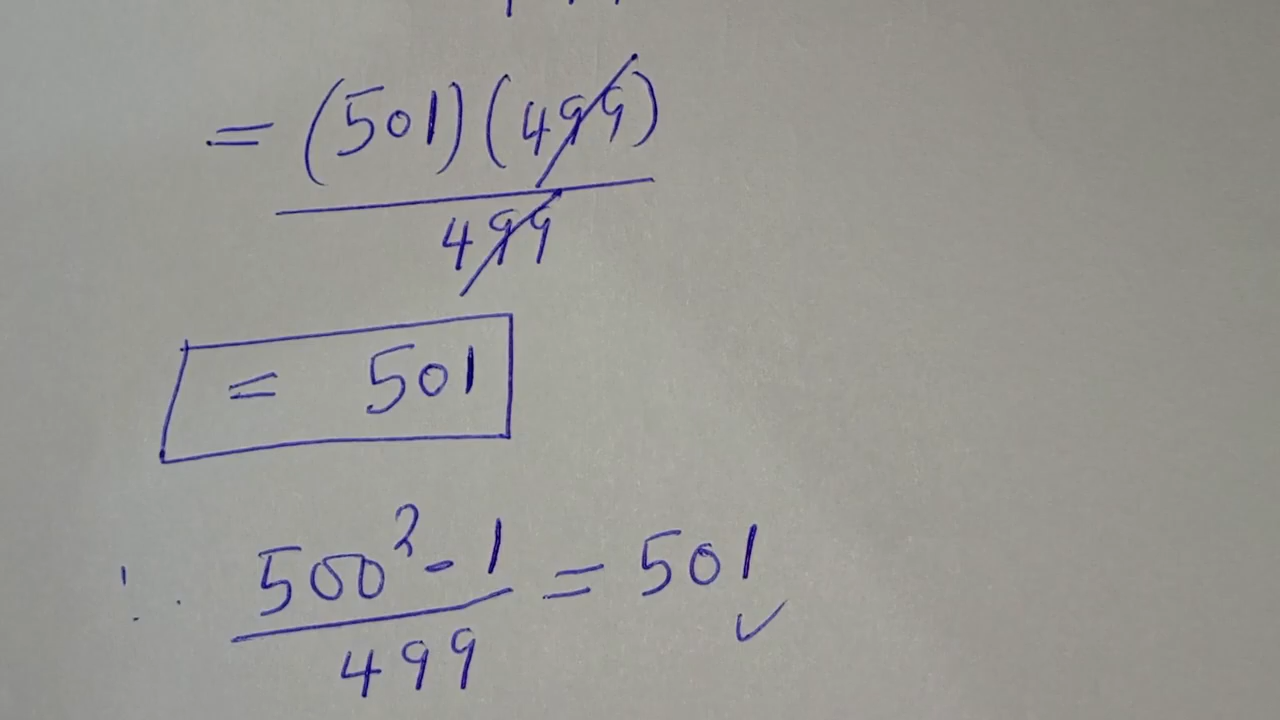 = (501)(499)
499
= 501
∴ 500² - 1 = 501
499